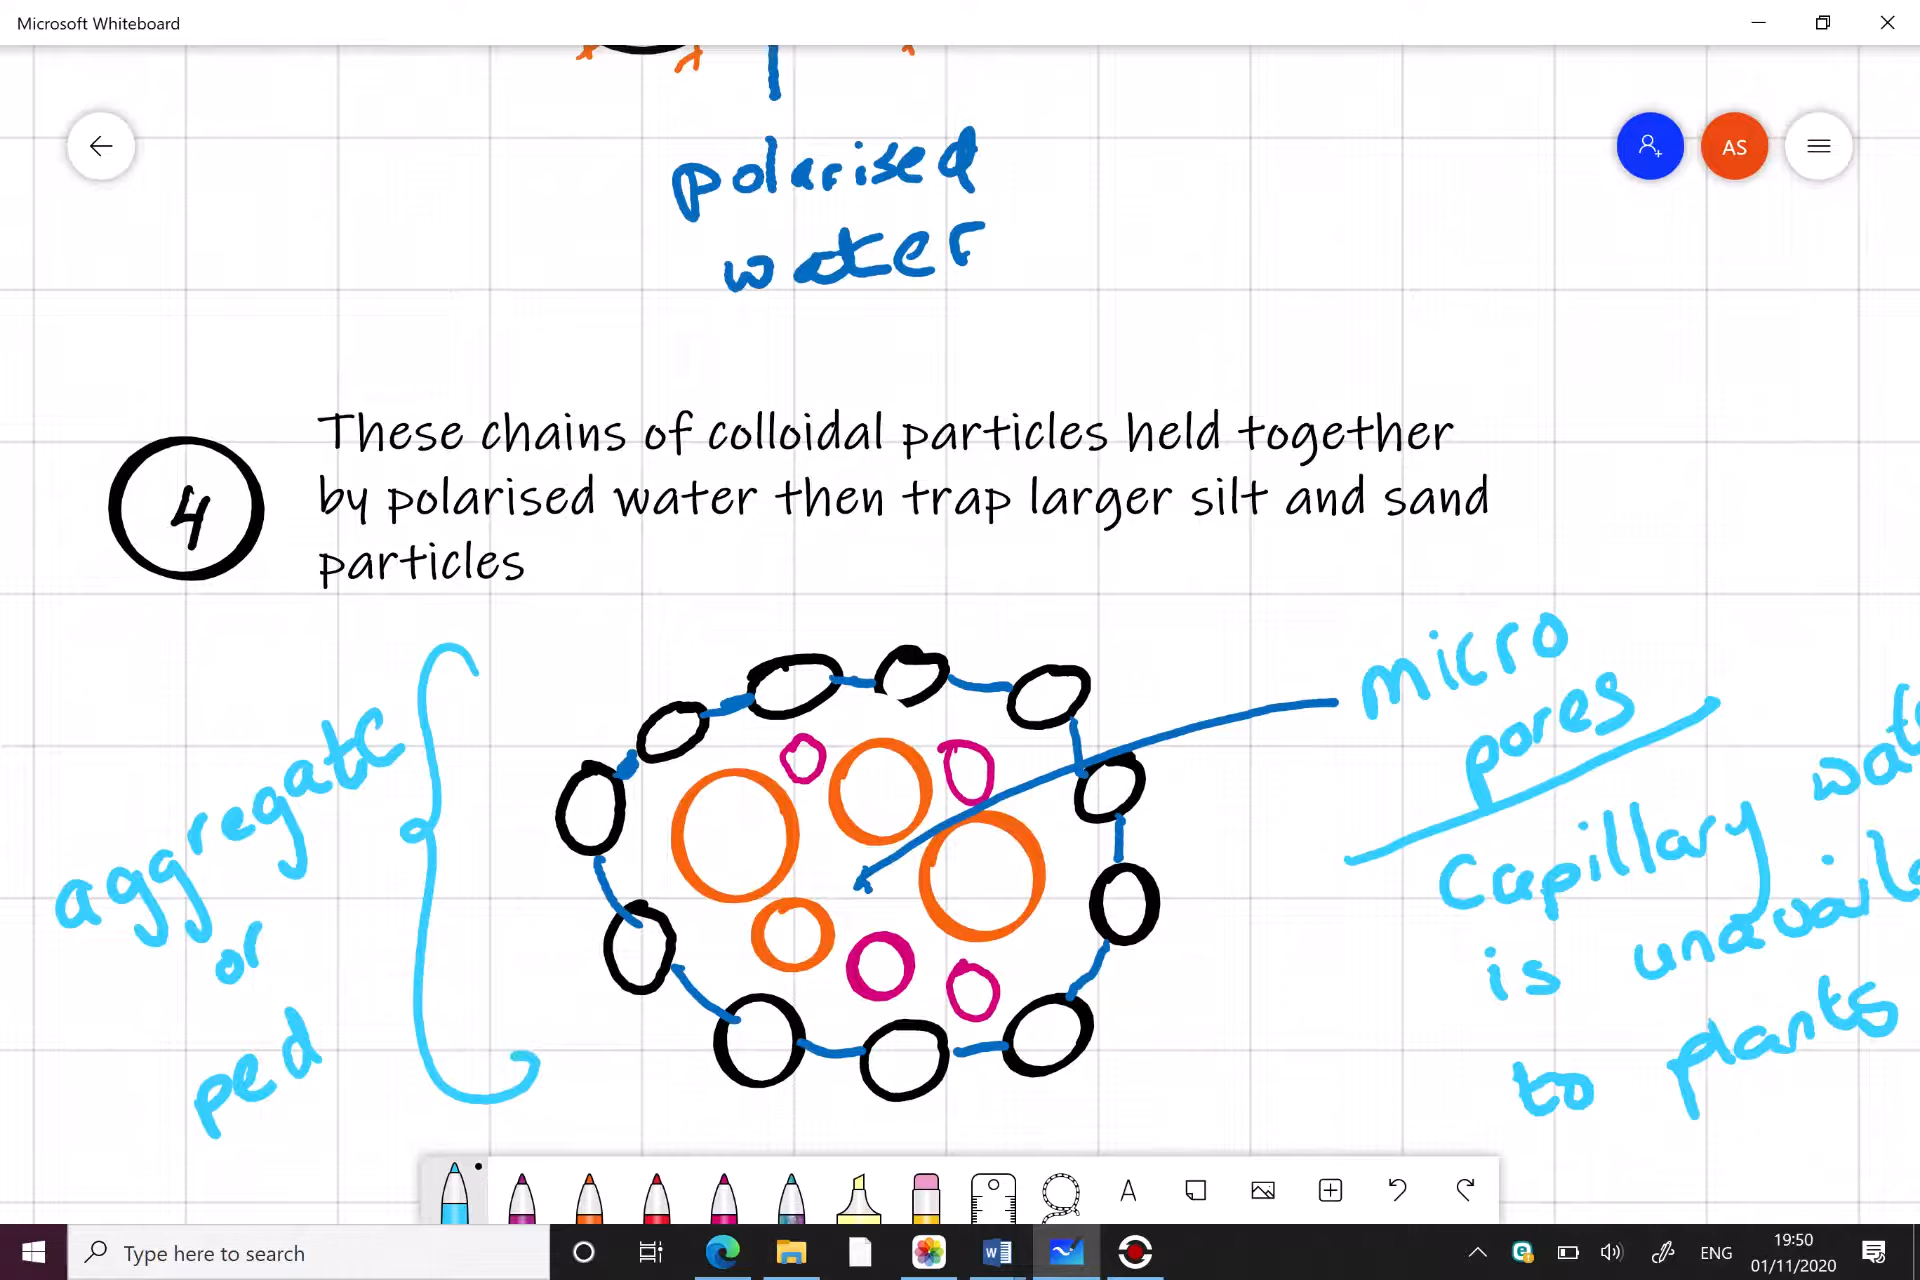 Microsoft Whiteboard
polarised
water
AS
4
These chains of colloidal particles held together
by polarised water then trap larger silt and sand
particles
aggregate
or
ped
micro
pores
Capillary
is
to plants
Type here to search
ENG
19:50
01/11/2020